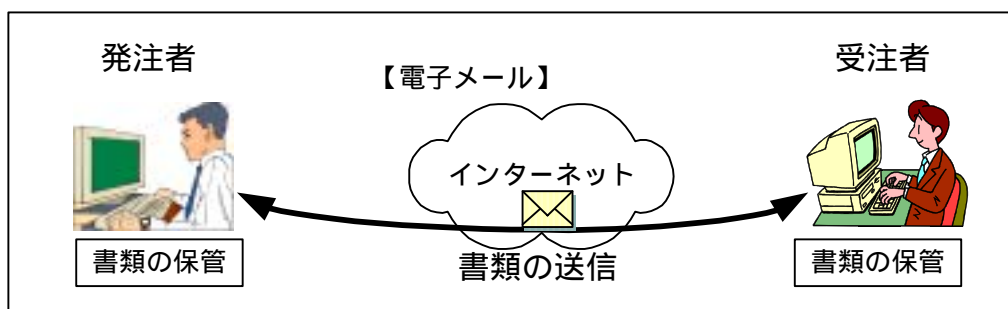 発注者
受注者
【電子メール】
インターネット
書類の保管
書類の送信
書類の保管